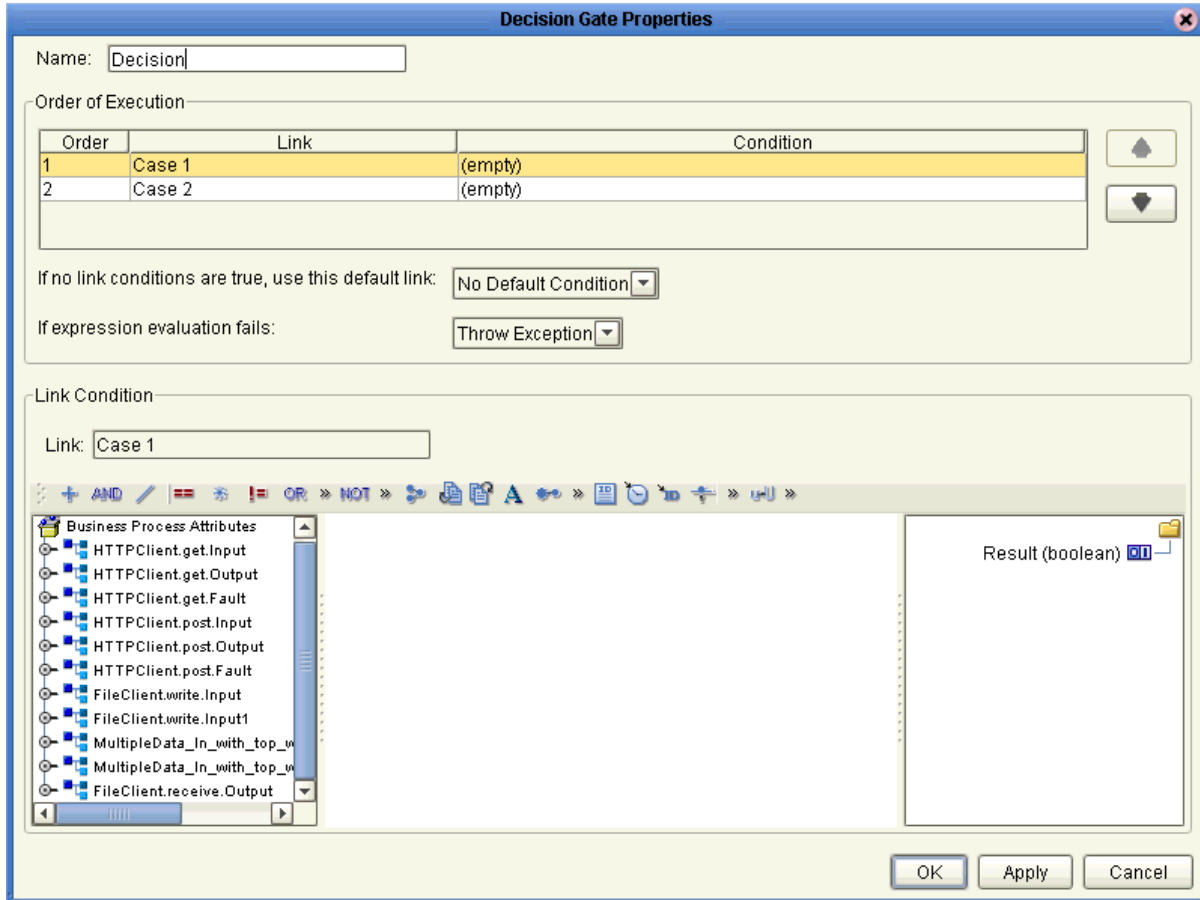 Decision Gate Properties
Name: Decision
Order of Execution
Order Link Condition
1 Case 1 (empty)
2 Case 2 (empty)
If no link conditions are true, use this default link: No Default Condition
If expression evaluation fails: Throw Exception
Link Condition
Link: Case 1
AND == != OR » NOT » A » ID ID » »
Business Process Attributes
HTTPClient.get.Input
Result (boolean)
HTTPClient.get.Output
HTTPClient.get.Fault
HTTPClient.post.Input
HTTPClient.post.Output
HTTPClient.post.Fault
FileClient.write.Input
FileClient.write.Input1
MultipleData_In_with_top_w
MultipleData_In_with_top_w
FileClient.receive.Output
OK Apply Cancel